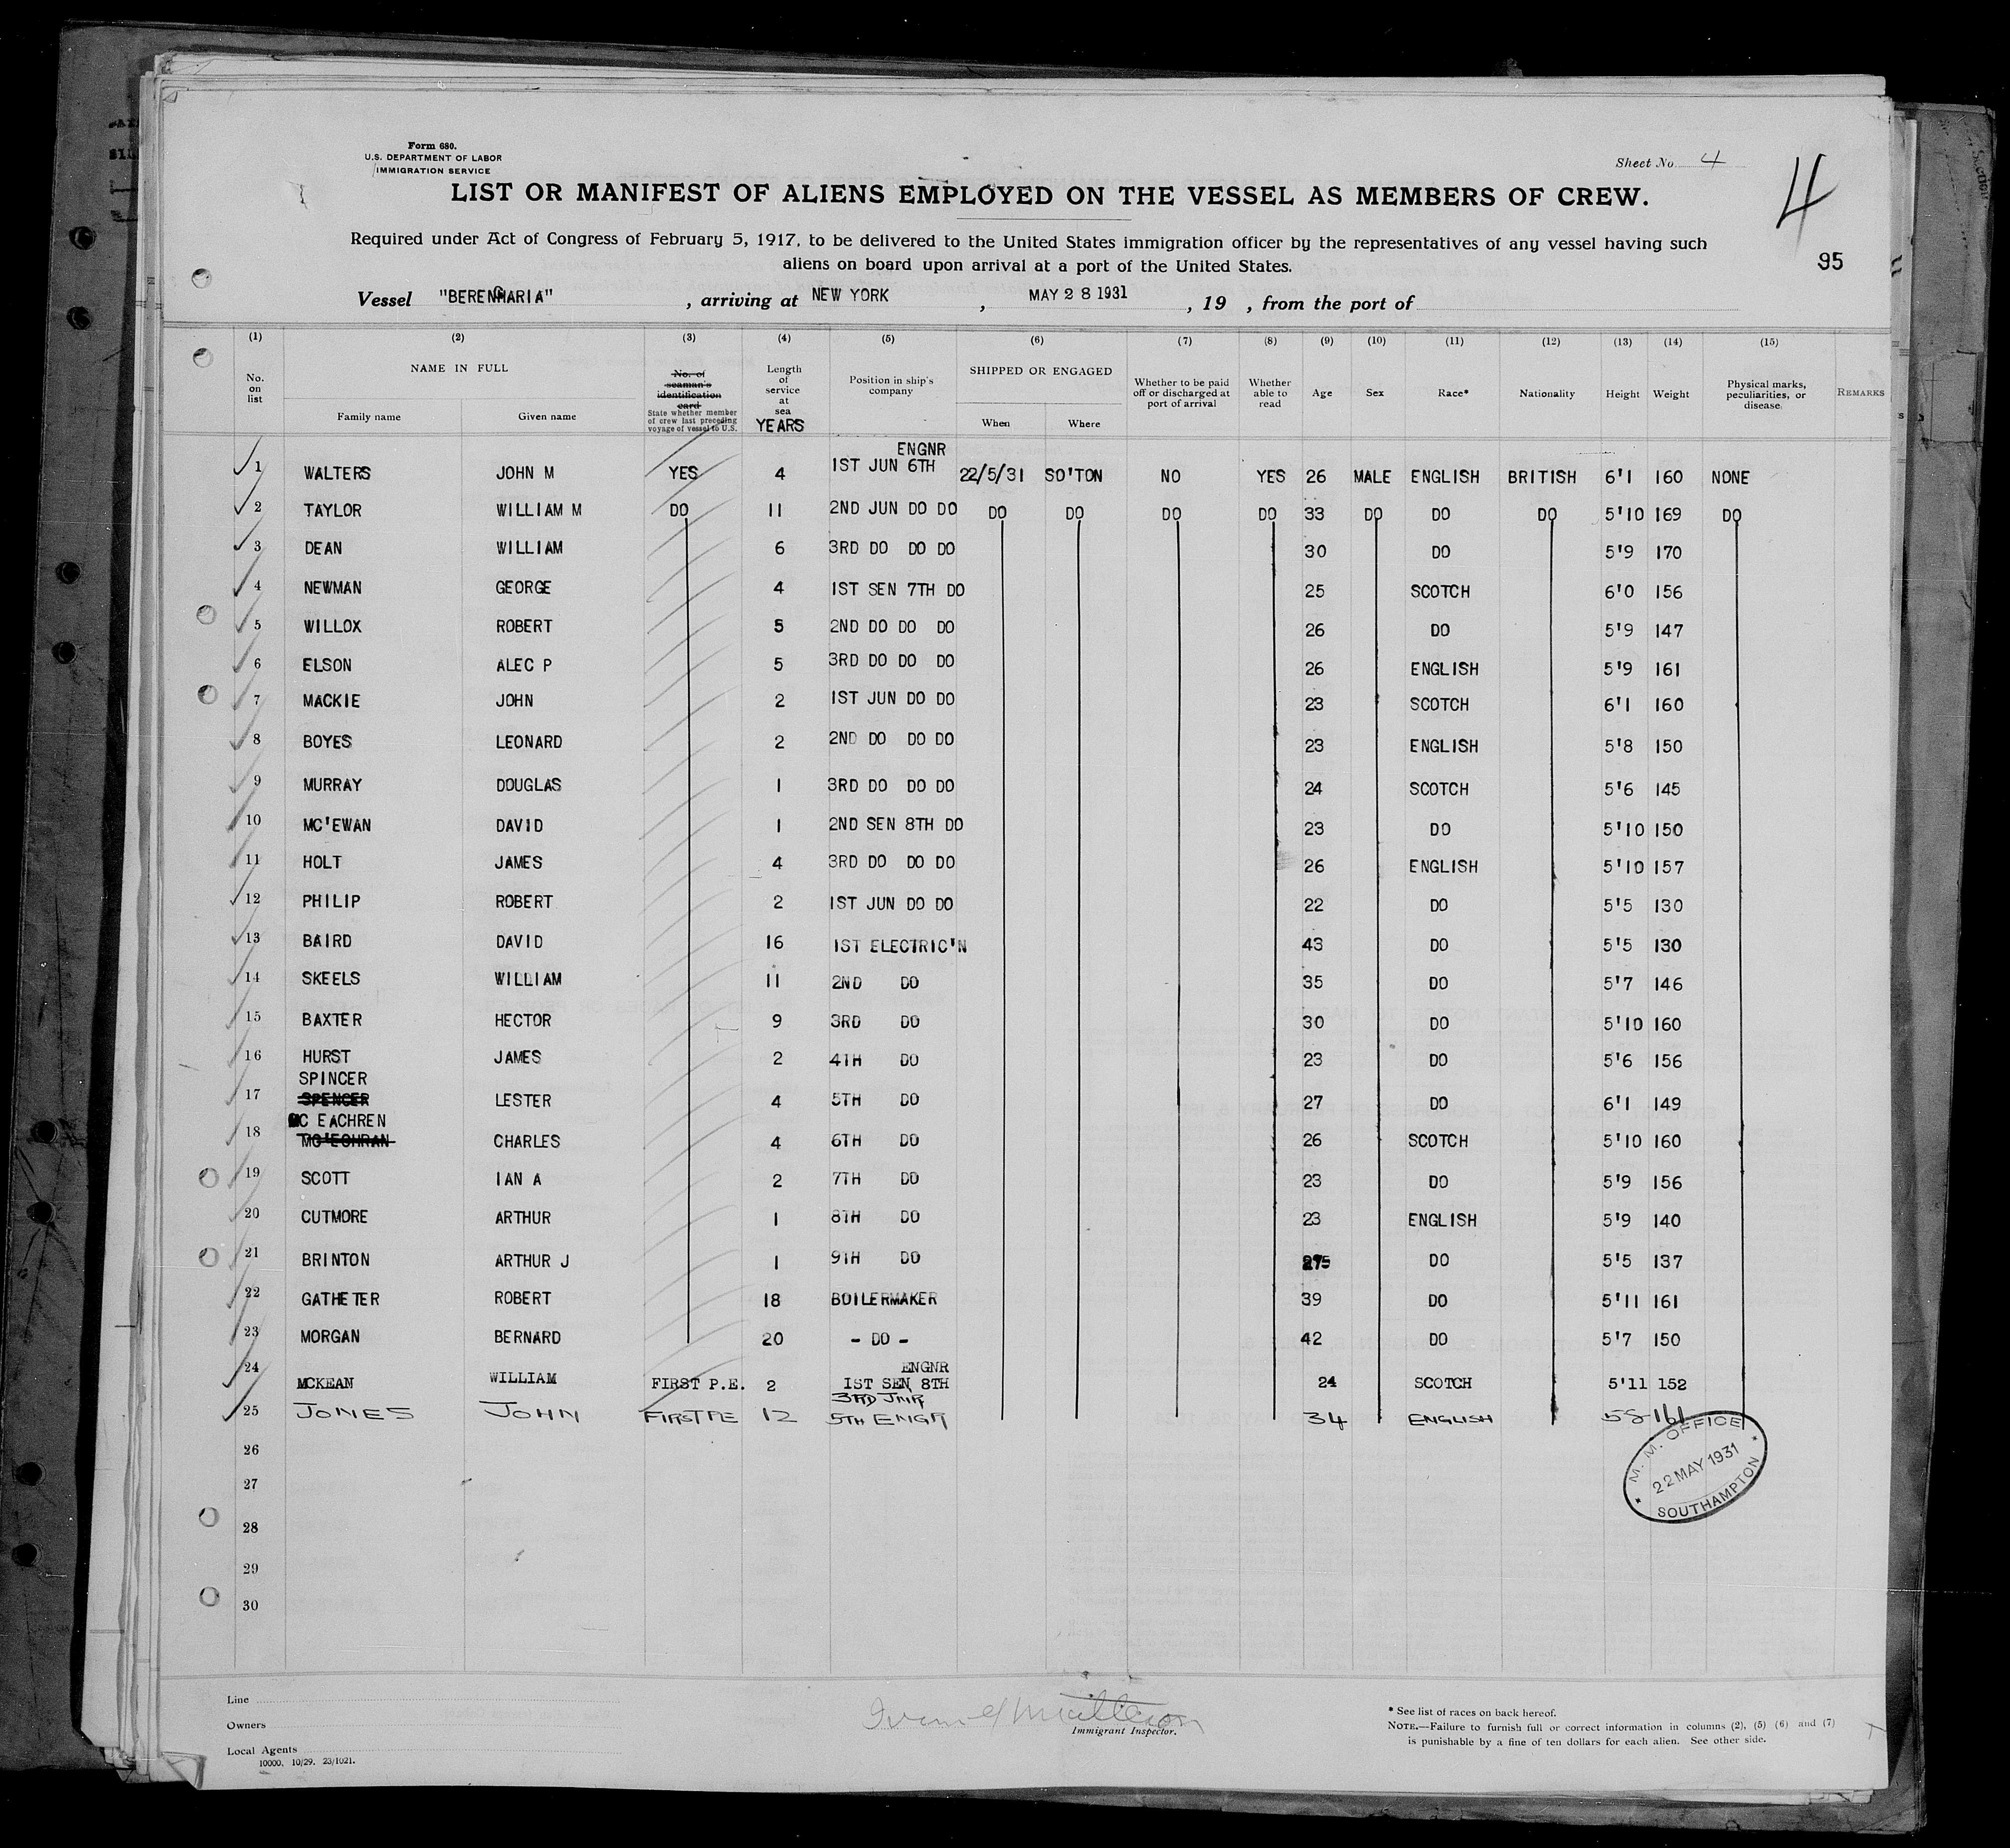 Form 680.
U.S. DEPARTMENT OF LABOR
IMMIGRATION SERVICE
Sheet No. 4
4
LIST OR MANIFEST OF ALIENS EMPLOYED ON THE VESSEL AS MEMBERS OF CREW.
Required under Act of Congress of February 5, 1917, to be delivered to the United States immigration officer by the representatives of any vessel having such
aliens on board upon arrival at a port of the United States.
95
Vessel "BERENGARIA" , arriving at NEW YORK , MAY 28 1931 , 19 , from the port of
(1) (2) (3) (4) (5) (6) (7) (8) (9) (10) (11) (12) (13) (14) (15)
No. on list NAME IN FULL Family name Given name No. of seaman's identification card State whether member of crew last preceding voyage of vessel to U.S. Length of service at sea YEARS Position in ship's company SHIPPED OR ENGAGED When Where Whether to be paid off or discharged at port of arrival Whether able to read Age Sex Race* Nationality Height Weight Physical marks, peculiarities, or disease. REMARKS
1 WALTERS JOHN M YES 4 1ST JUN 6TH ENGNR 22/5/31 SO'TON NO YES 26 MALE ENGLISH BRITISH 6'1 160 NONE
2 TAYLOR WILLIAM M DO 11 2ND JUN DO DO DO DO DO DO 33 DO DO DO 5'10 169 DO
3 DEAN WILLIAM 6 3RD DO DO DO 30 DO 5'9 170
4 NEWMAN GEORGE 4 1ST SEN 7TH DO 25 SCOTCH 6'0 156
5 WILLOX ROBERT 5 2ND DO DO DO 26 DO 5'9 147
6 ELSON ALEC P 5 3RD DO DO DO 26 ENGLISH 5'9 161
7 MACKIE JOHN 2 1ST JUN DO DO 23 SCOTCH 6'1 160
8 BOYES LEONARD 2 2ND DO DO DO 23 ENGLISH 5'8 150
9 MURRAY DOUGLAS 1 3RD DO DO DO 24 SCOTCH 5'6 145
10 MC'EWAN DAVID 1 2ND SEN 8TH DO 23 DO 5'10 150
11 HOLT JAMES 4 3RD DO DO DO 26 ENGLISH 5'10 157
12 PHILIP ROBERT 2 1ST JUN DO DO 22 DO 5'5 130
13 BAIRD DAVID 16 1ST ELECTRIC'N 43 DO 5'5 130
14 SKEELS WILLIAM 11 2ND DO 35 DO 5'7 146
15 BAXTER HECTOR 9 3RD DO 30 DO 5'10 160
16 HURST JAMES 2 4TH DO 23 DO 5'6 156
SPINCER
17 SPENCER LESTER 4 5TH DO 27 DO 6'1 149
MC EACHREN
18 MC'EOHRAN CHARLES 4 6TH DO 26 SCOTCH 5'10 160
19 SCOTT IAN A 2 7TH DO 23 DO 5'9 156
20 CUTMORE ARTHUR 1 8TH DO 23 ENGLISH 5'9 140
21 BRINTON ARTHUR J 1 9TH DO DO 5'5 137
22 GATHETER ROBERT 18 BOILERMAKER 39 DO 5'11 161
23 MORGAN BERNARD 20 - DO - 42 DO 5'7 150
24 MCKEAN WILLIAM FIRST P.E. 2 1ST SEN 8TH ENGNR 24 SCOTCH 5'11 152
25 JONES JOHN FIRST PE 12 3RD JNR 5TH ENGR 34 ENGLISH 5-8 161
26
27
28
29
30
M. M. OFFICE
22 MAY 1931
SOUTHAMPTON
Line
Owners
Local Agents
10000. 10/29. 23/1021.
Immigrant Inspector.
* See list of races on back hereof.
NOTE.—Failure to furnish full or correct information in columns (2), (5) (6) and (7)
is punishable by a fine of ten dollars for each alien. See other side.